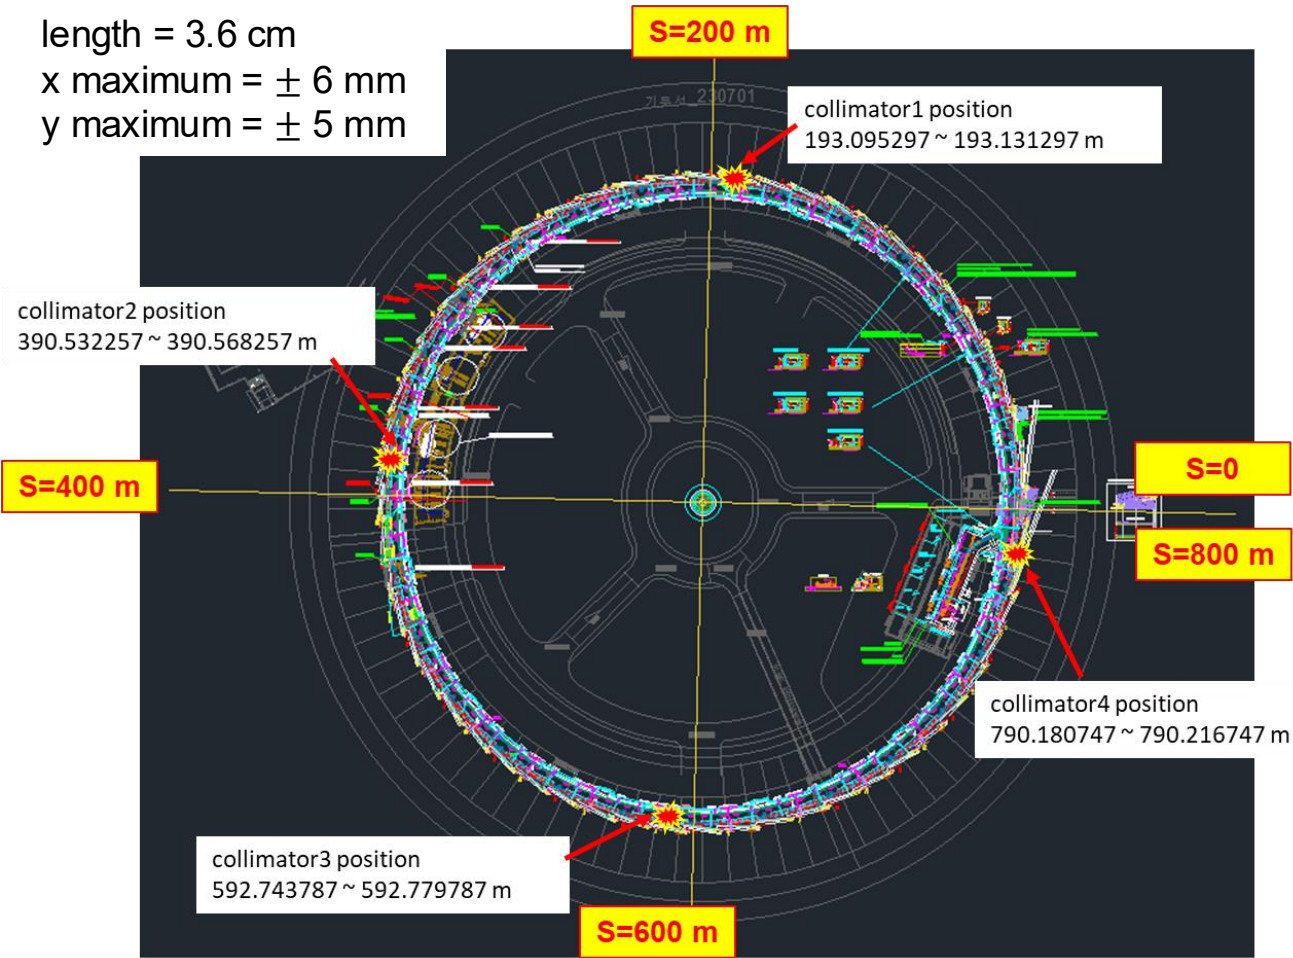 length = 3.6 cm
x maximum = ± 6 mm
y maximum = ± 5 mm
S=200 m
collimator1 position
193.095297 ~ 193.131297 m
collimator2 position
390.532257 ~ 390.568257 m
S=400 m
S=0
S=800 m
collimator4 position
790.180747 ~ 790.216747 m
collimator3 position
592.743787 ~ 592.779787 m
S=600 m